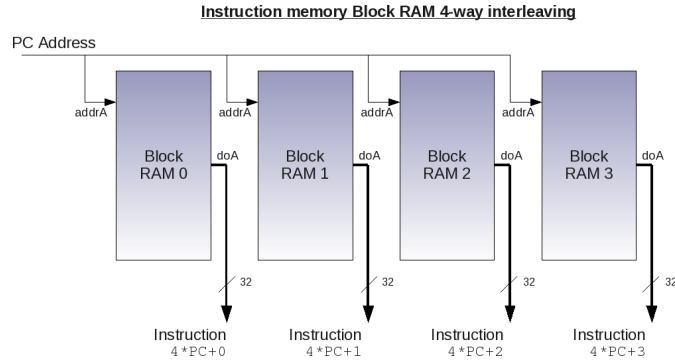 Instruction memory Block RAM 4-way interleaving
PC Address
addrA addrA addrA addrA
Block RAM 0
doA
Block RAM 1
doA
Block RAM 2
doA
Block RAM 3
doA
32 32 32 32
Instruction
4*PC+0
Instruction
4*PC+1
Instruction
4*PC+2
Instruction
4*PC+3